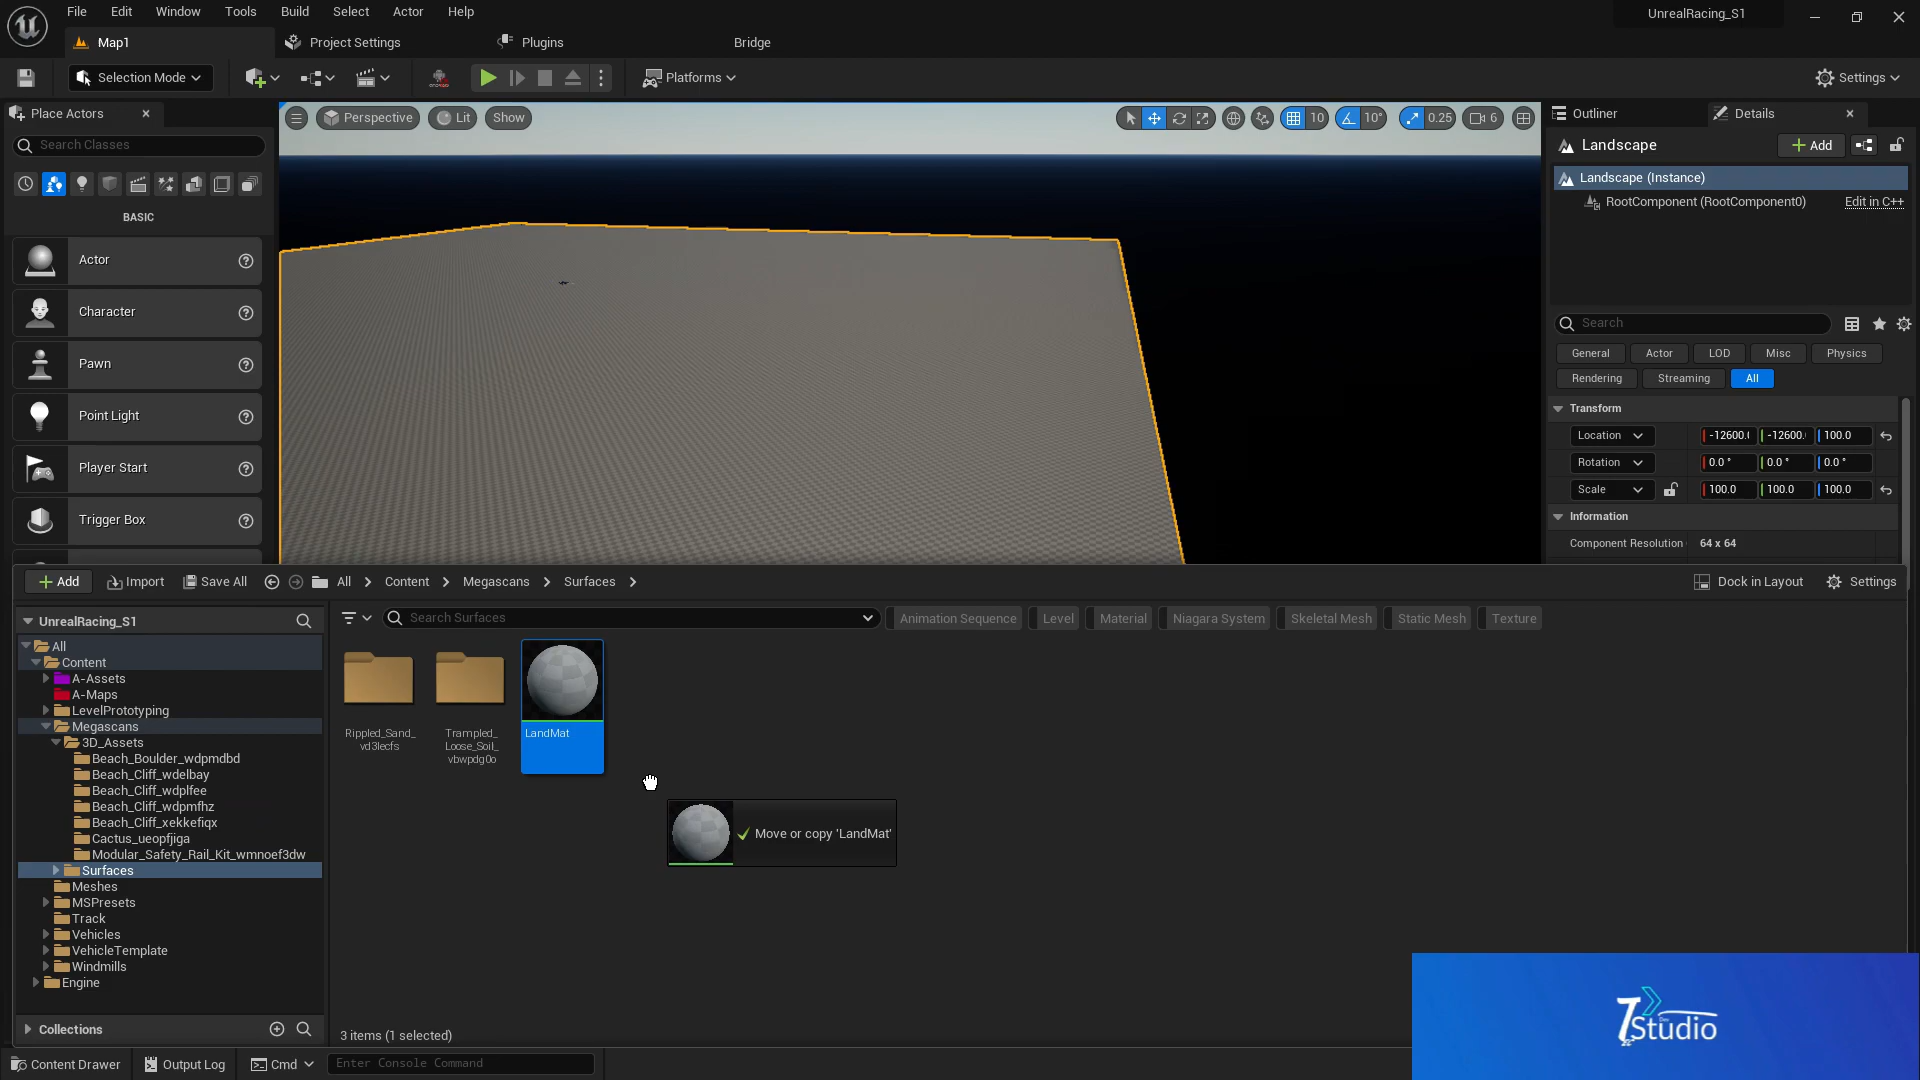 File Edit Window Tools Build Select Actor Help
UnrealRacing_S1
Map1 Project Settings Plugins Bridge
Selection Mode Platforms Settings
Place Actors
Perspective Lit Show 10 10° 0.25 6
Outliner Details
Search Classes
Landscape Add
Landscape (Instance)
RootComponent (RootComponent0) Edit in C++
BASIC
Actor
Character
Pawn
Point Light
Player Start
Trigger Box
Search
General Actor LOD Misc Physics
Rendering Streaming All
Transform
Location -12600. -12600. 100.0
Rotation 0.0 ° 0.0 ° 0.0 °
Scale 100.0 100.0 100.0
Information
Component Resolution 64 x 64
Add Import Save All All Content Megascans Surfaces Dock in Layout Settings
UnrealRacing_S1
Search Surfaces Animation Sequence Level Material Niagara System Skeletal Mesh Static Mesh Texture
All
Content
A-Assets
A-Maps
LevelPrototyping
Megascans
3D_Assets
Beach_Boulder_wdpmdbd
Beach_Cliff_wdelbay
Beach_Cliff_wdplfee
Beach_Cliff_wdpmfhz
Beach_Cliff_xekkefiqx
Cactus_ueopfjiga
Modular_Safety_Rail_Kit_wmnoef3dw
Surfaces
Meshes
MSPresets
Track
Vehicles
VehicleTemplate
Windmills
Engine
Rippled_Sand_
vd3lecfs
Trampled_
Loose_Soil_
vbwpdg0o
LandMat
Move or copy 'LandMat'
Collections
3 items (1 selected)
Content Drawer Output Log Cmd Enter Console Command
Studio